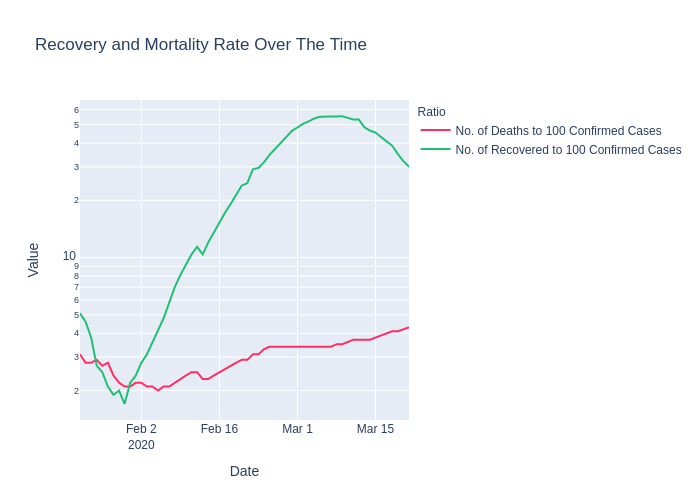 Recovery and Mortality Rate Over The Time
Ratio
No. of Deaths to 100 Confirmed Cases
No. of Recovered to 100 Confirmed Cases
6
5
4
3
2
10
9
8
7
6
5
4
3
2
Value
Feb 2
2020
Feb 16
Mar 1
Mar 15
Date